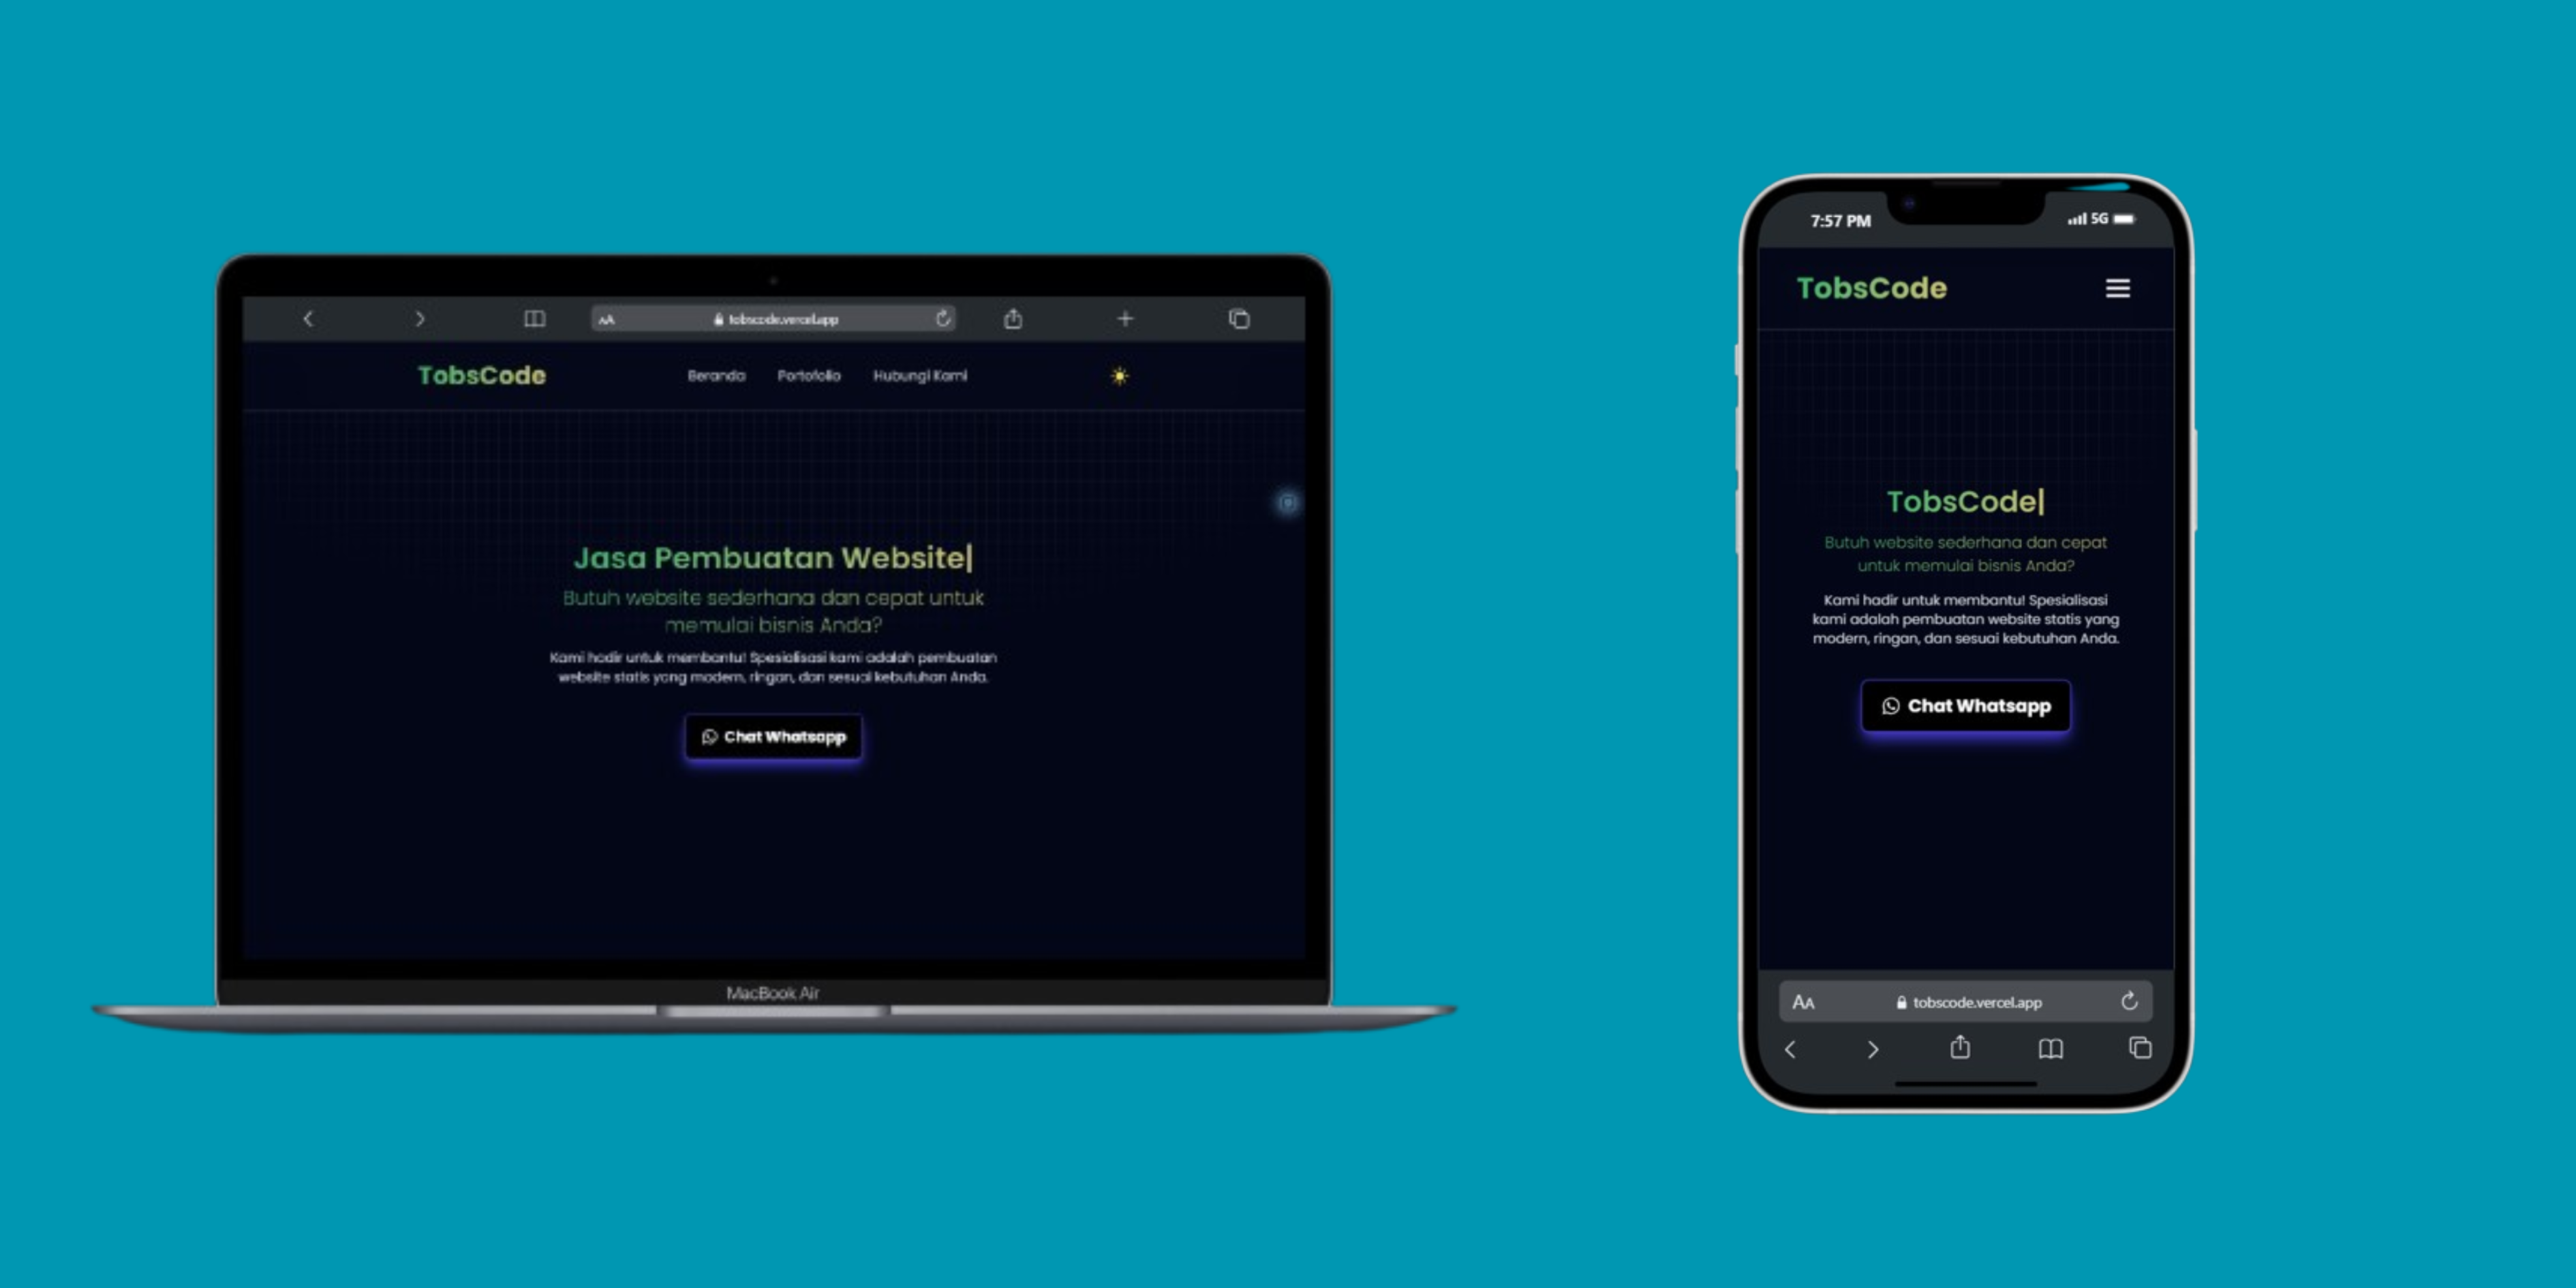 AA tobscode.vercel.app
TobsCode Beranda Portofolio Hubungi Kami
Jasa Pembuatan Website|
Butuh website sederhana dan cepat untuk
memulai bisnis Anda?
Kami hadir untuk membantu! Spesialisasi kami adalah pembuatan
website statis yang modern, ringan, dan sesuai kebutuhan Anda.
Chat Whatsapp
MacBook Air
7:57 PM 5G
TobsCode
TobsCode|
Butuh website sederhana dan cepat
untuk memulai bisnis Anda?
Kami hadir untuk membantu! Spesialisasi
kami adalah pembuatan website statis yang
modern, ringan, dan sesuai kebutuhan Anda.
Chat Whatsapp
AA tobscode.vercel.app